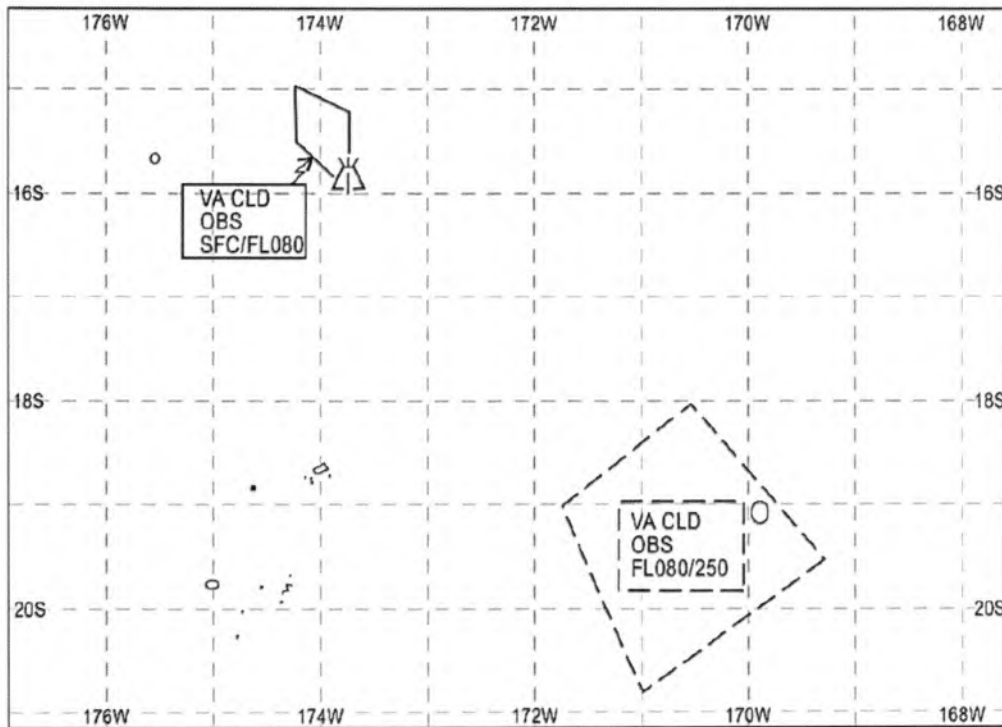 176W 174W 172W 170W 168W
VA CLD
OBS
SFC/FL080
16S 16S
18S 18S
VA CLD
OBS
FL080/250
20S 20S
176W 174W 172W 170W 168W